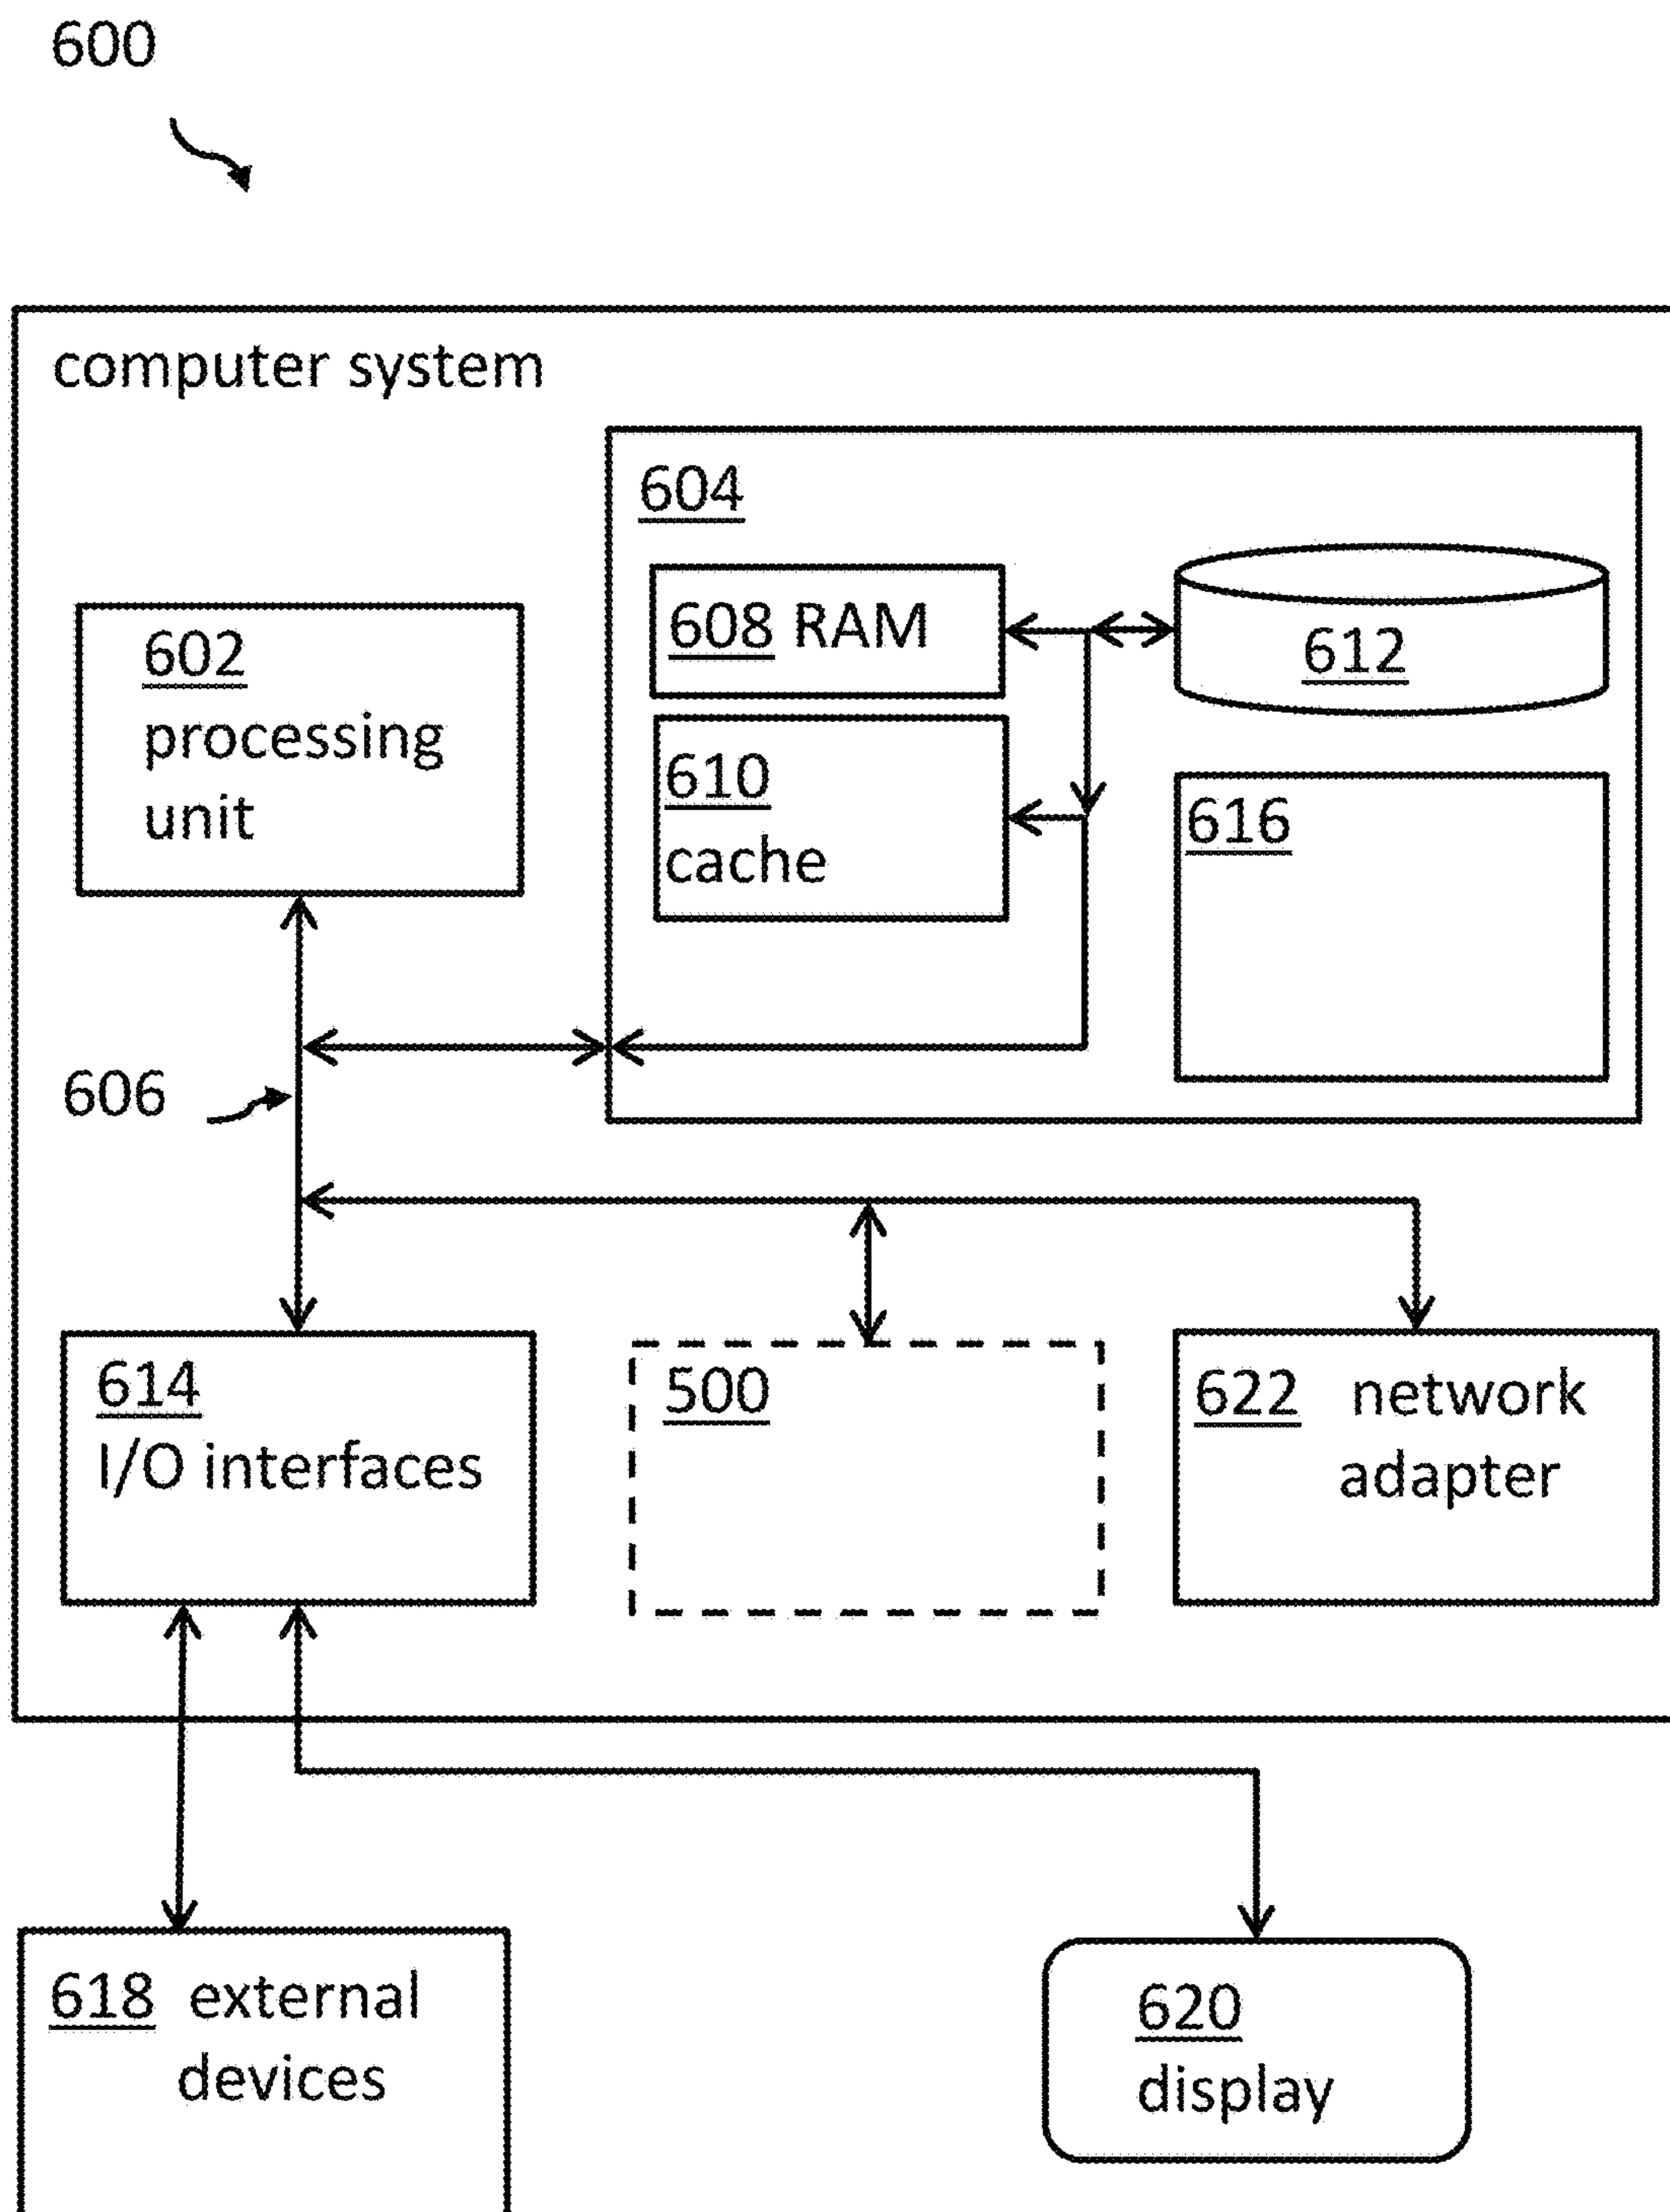 600
computer system
604
608 RAM
612
602
processing
unit
610
cache
616
606
614
I/O interfaces
500
622 network
adapter
618 external
devices
620
display